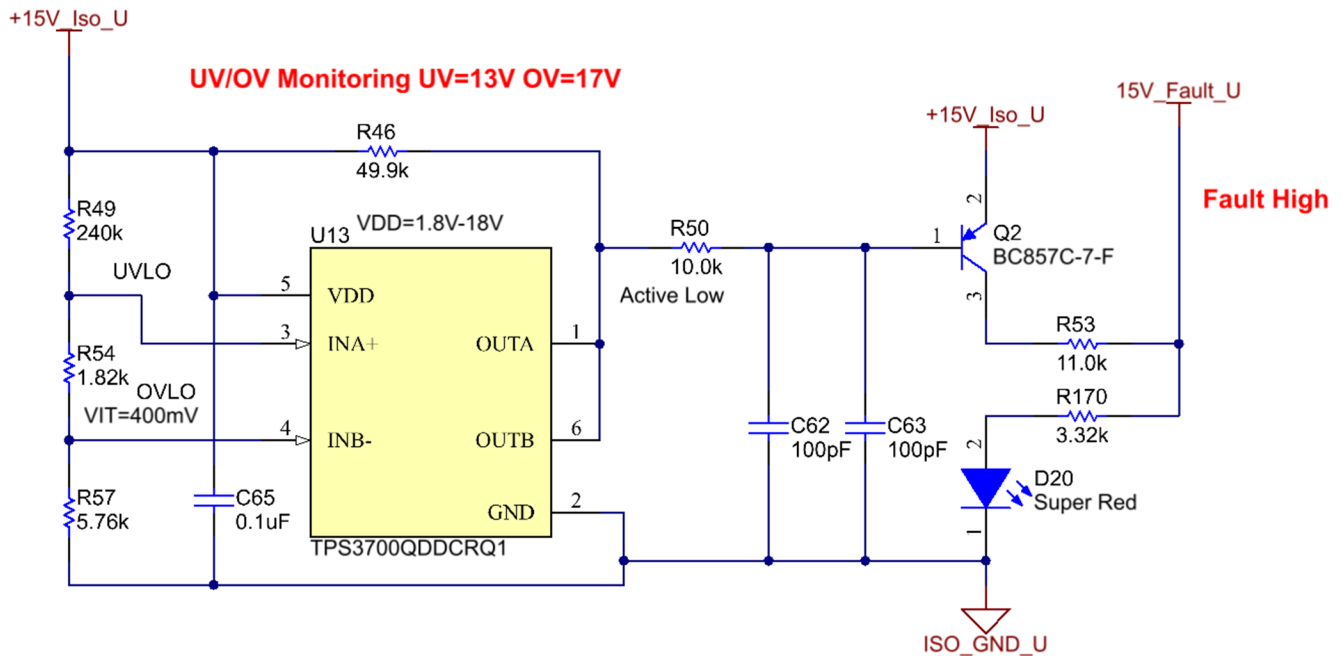 +15V_Iso_U
UV/OV Monitoring UV=13V OV=17V
15V_Fault_U
+15V_Iso_U
R46
49.9k
Fault High
R49
240k
VDD=1.8V-18V
U13
R50
10.0k
Active Low
2
1
Q2
BC857C-7-F
3
UVLO
5
VDD
3
INA+
OUTA
1
R53
11.0k
R54
1.82k
OVLO
VIT=400mV
4
INB-
OUTB
6
R170
3.32k
C62
100pF
C63
100pF
2
D20
Super Red
1
R57
5.76k
C65
0.1uF
GND
2
TPS3700QDDCRQ1
ISO_GND_U